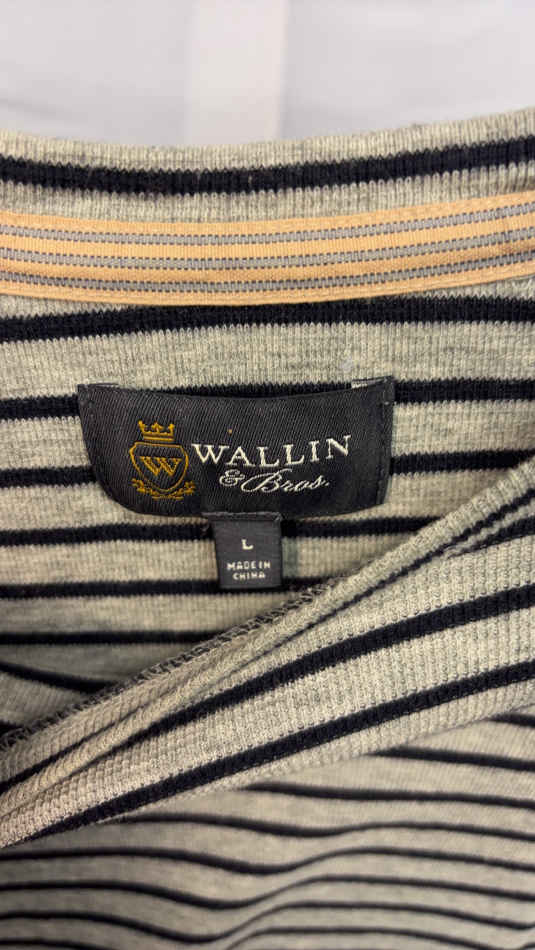 W
WALLIN
& Bros.
L
MADE IN
CHINA